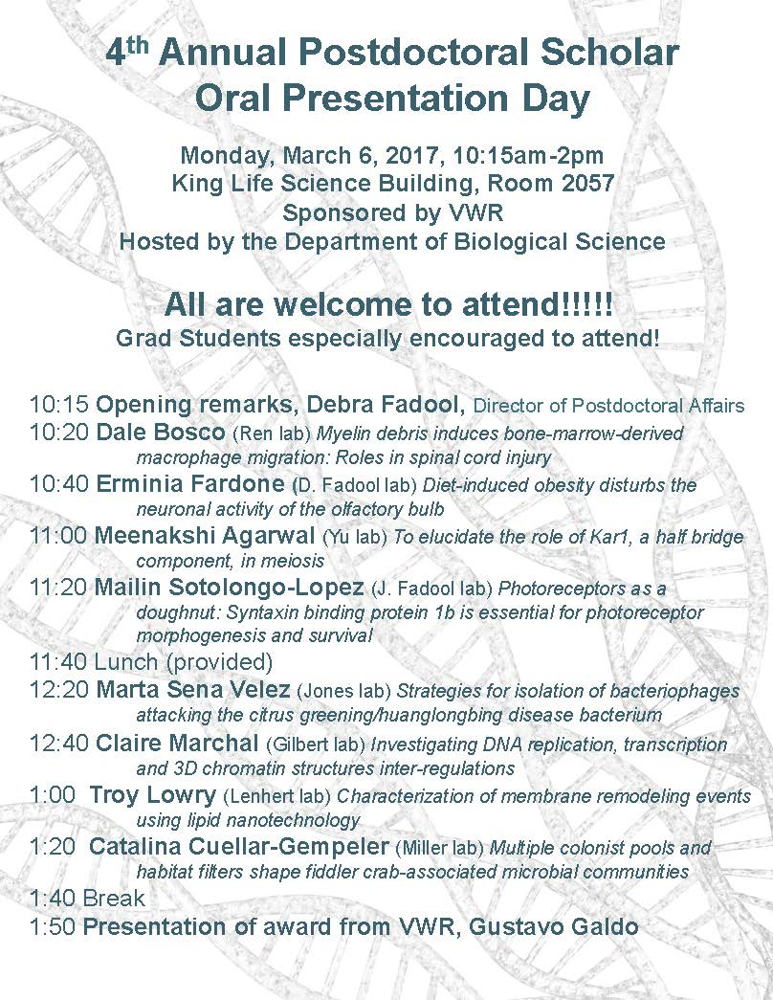 4th Annual Postdoctoral Scholar
Oral Presentation Day
Monday, March 6, 2017, 10:15am-2pm
King Life Science Building, Room 2057
Sponsored by VWR
Hosted by the Department of Biological Science
All are welcome to attend!!!!!
Grad Students especially encouraged to attend!
10:15 Opening remarks, Debra Fadool, Director of Postdoctoral Affairs
10:20 Dale Bosco (Ren lab) Myelin debris induces bone-marrow-derived
macrophage migration: Roles in spinal cord injury
10:40 Erminia Fardone (D. Fadool lab) Diet-induced obesity disturbs the
neuronal activity of the olfactory bulb
11:00 Meenakshi Agarwal (Yu lab) To elucidate the role of Kar1, a half bridge
component, in meiosis
11:20 Mailin Sotolongo-Lopez (J. Fadool lab) Photoreceptors as a
doughnut: Syntaxin binding protein 1b is essential for photoreceptor
morphogenesis and survival
11:40 Lunch (provided)
12:20 Marta Sena Velez (Jones lab) Strategies for isolation of bacteriophages
attacking the citrus greening/huanglongbing disease bacterium
12:40 Claire Marchal (Gilbert lab) Investigating DNA replication, transcription
and 3D chromatin structures inter-regulations
1:00 Troy Lowry (Lenhert lab) Characterization of membrane remodeling events
using lipid nanotechnology
1:20 Catalina Cuellar-Gempeler (Miller lab) Multiple colonist pools and
habitat filters shape fiddler crab-associated microbial communities
1:40 Break
1:50 Presentation of award from VWR, Gustavo Galdo